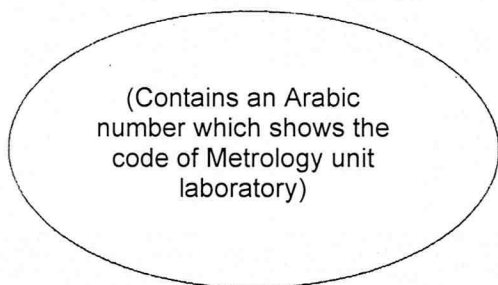 (Contains an Arabic
number which shows the
code of Metrology unit
laboratory)